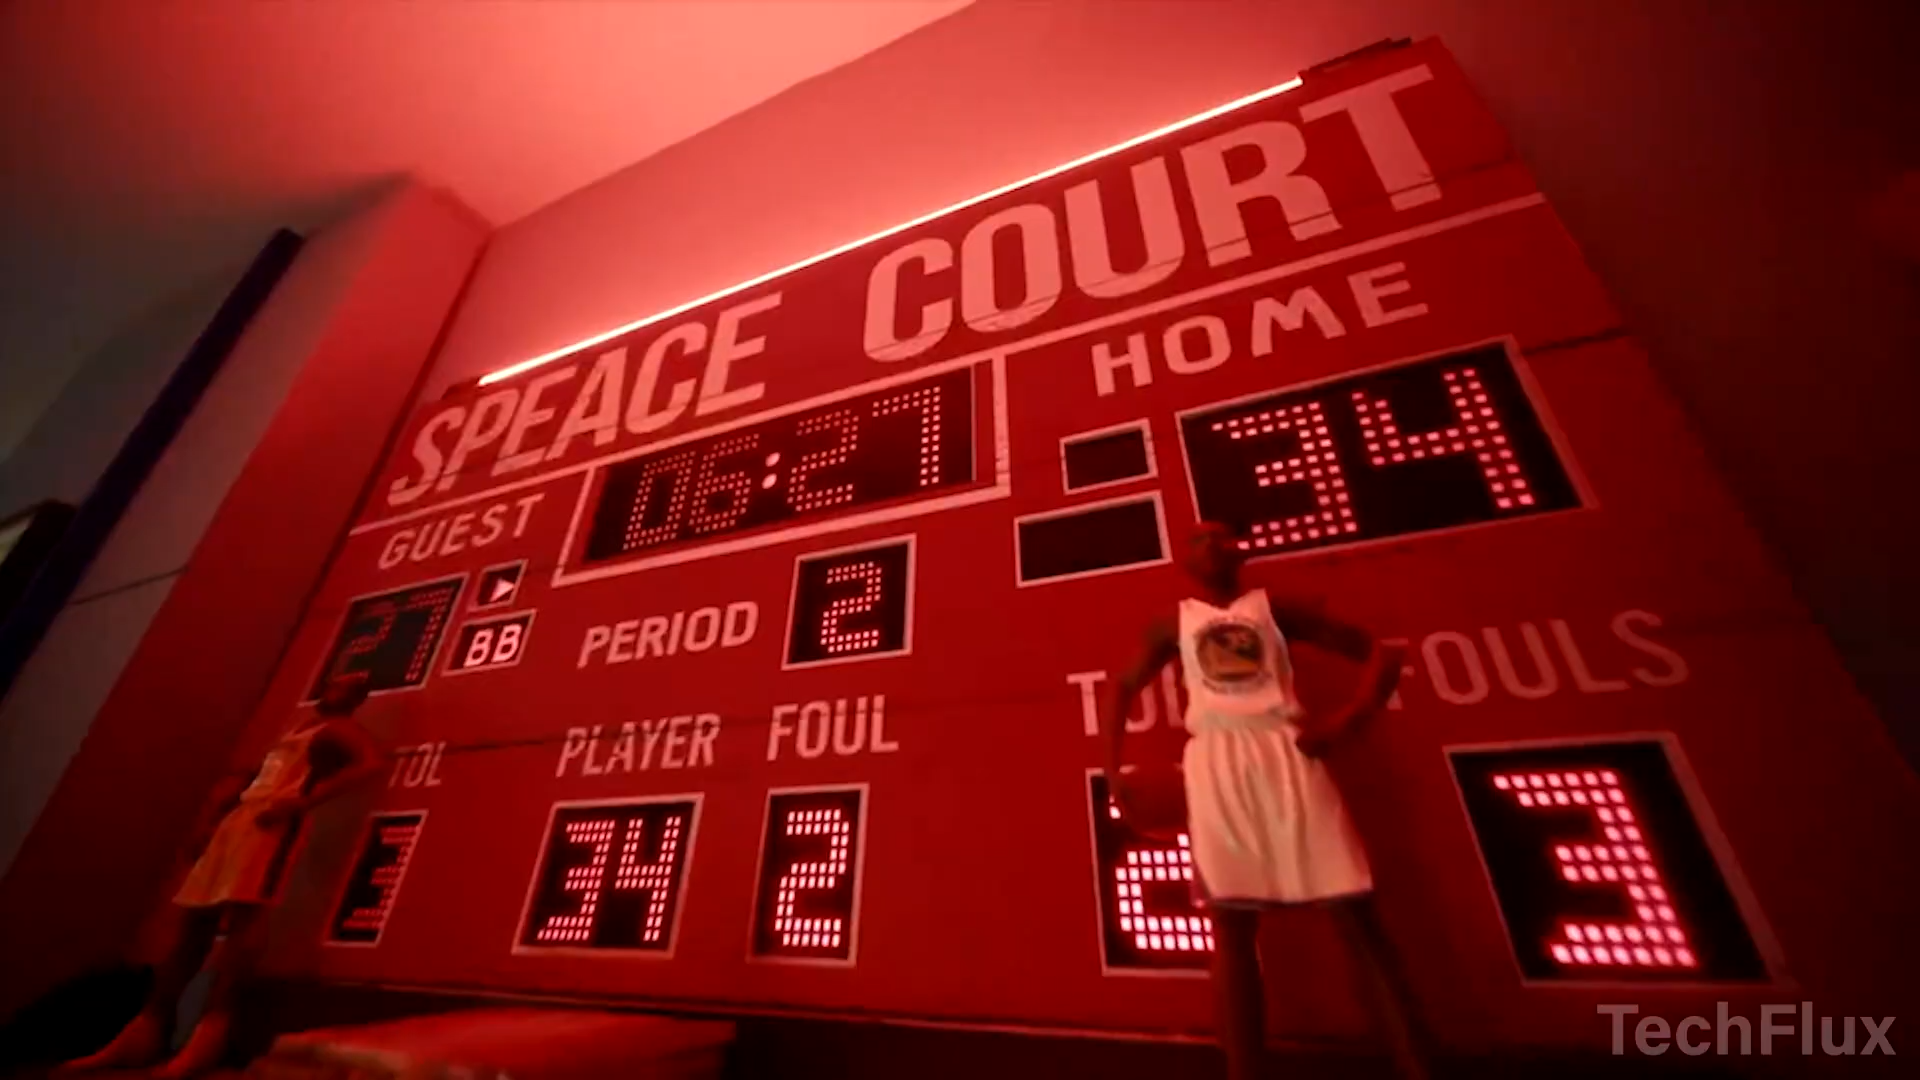 SPEACE COURT
GUEST
06:27
HOME
27
BB
PERIOD
2
34
TOL
PLAYER
FOUL
FOULS
3
34
2
2
3
TechFlux